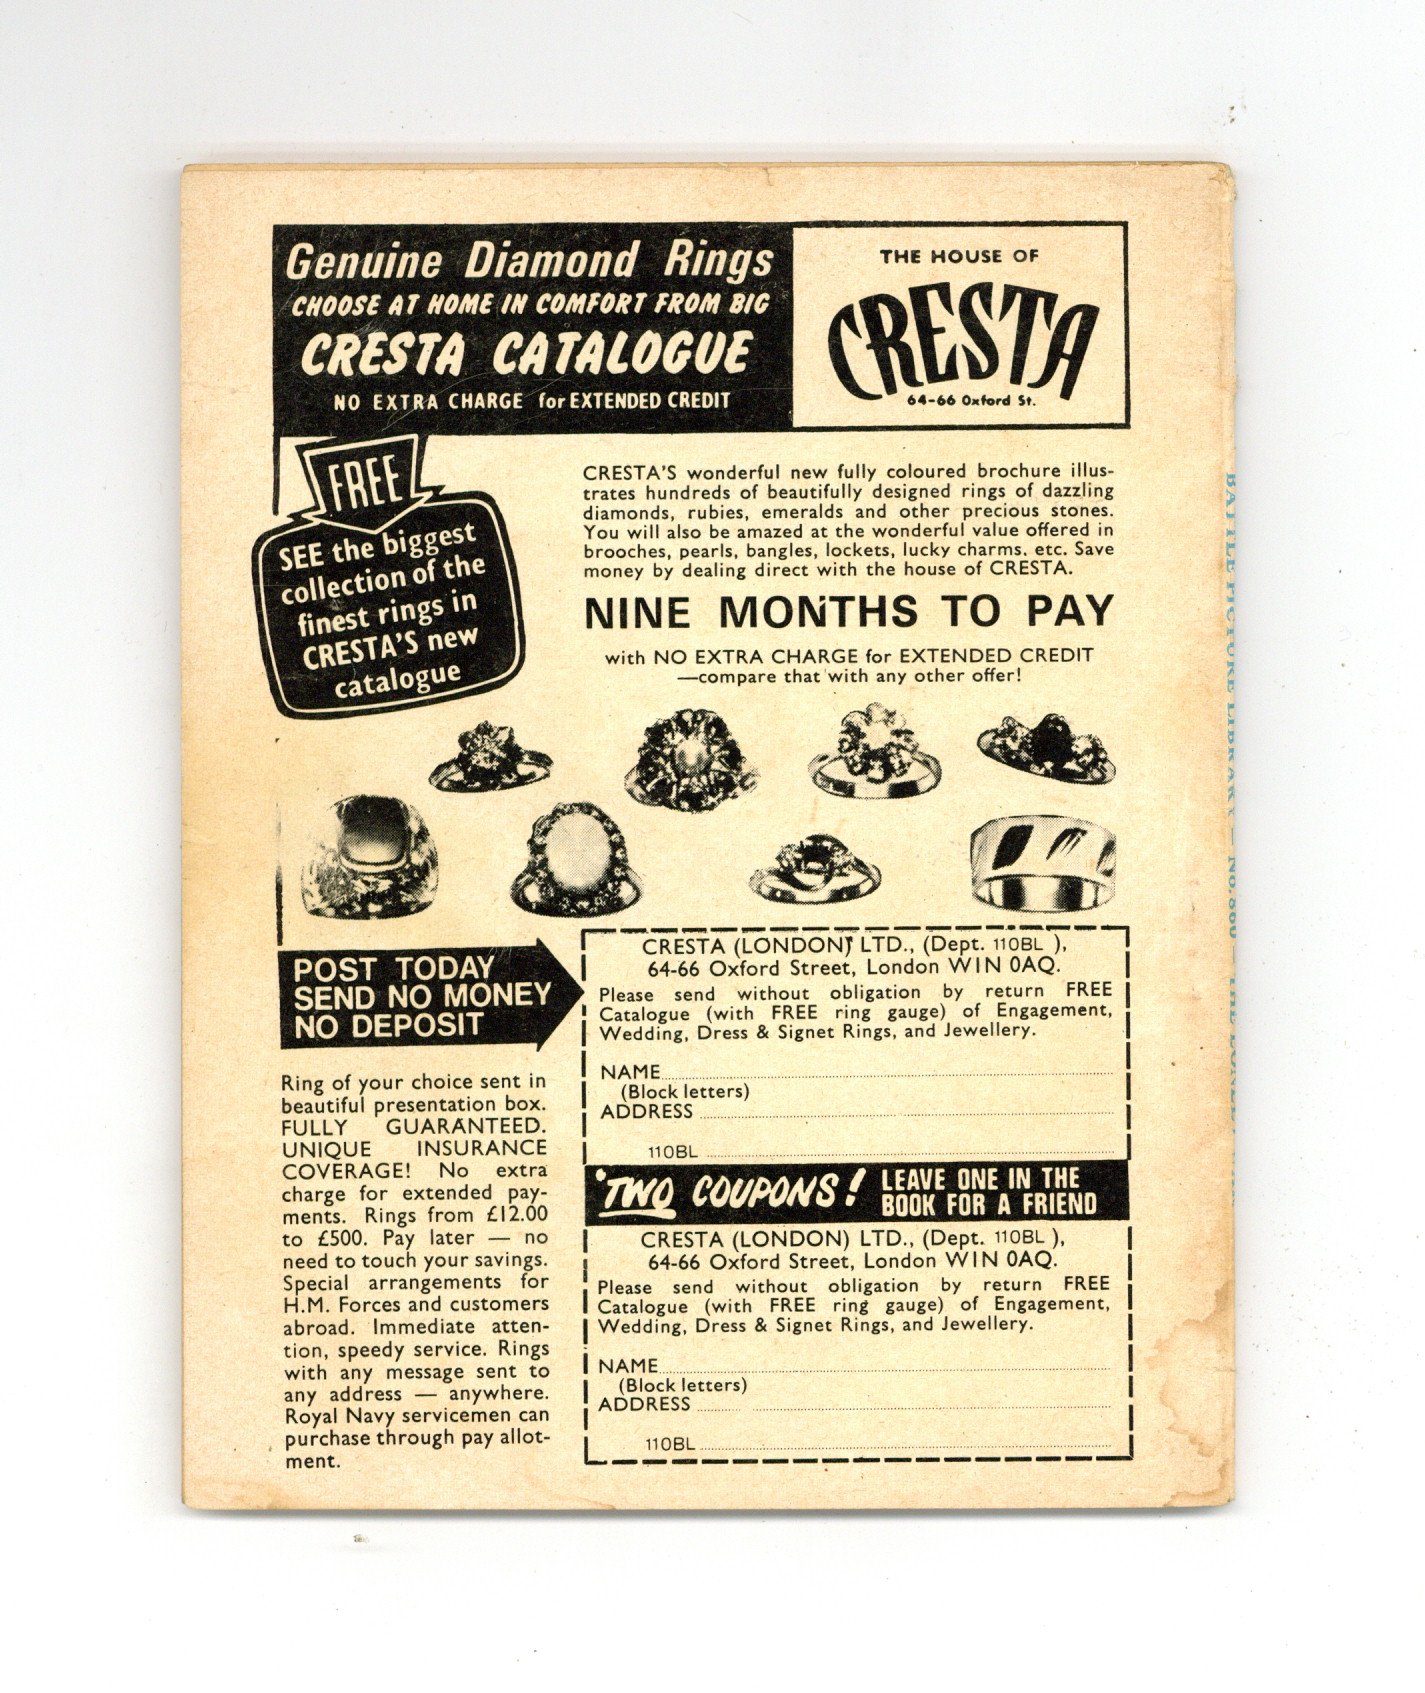 Genuine Diamond Rings
CHOOSE AT HOME IN COMFORT FROM BIG
CRESTA CATALOGUE
NO EXTRA CHARGE for EXTENDED CREDIT
THE HOUSE OF
CRESTA
64-66 Oxford St.
FREE
SEE the biggest
collection of the
finest rings in
CRESTA'S new
catalogue
CRESTA'S wonderful new fully coloured brochure illus-
trates hundreds of beautifully designed rings of dazzling
diamonds, rubies, emeralds and other precious stones.
You will also be amazed at the wonderful value offered in
brooches, pearls, bangles, lockets, lucky charms. etc. Save
money by dealing direct with the house of CRESTA.
NINE MONTHS TO PAY
with NO EXTRA CHARGE for EXTENDED CREDIT
—compare that with any other offer!
POST TODAY
SEND NO MONEY
NO DEPOSIT
Ring of your choice sent in
beautiful presentation box.
FULLY GUARANTEED.
UNIQUE INSURANCE
COVERAGE! No extra
charge for extended pay-
ments. Rings from £12.00
to £500. Pay later — no
need to touch your savings.
Special arrangements for
H.M. Forces and customers
abroad. Immediate atten-
tion, speedy service. Rings
with any message sent to
any address — anywhere.
Royal Navy servicemen can
purchase through pay allot-
ment.
CRESTA (LONDON) LTD., (Dept. 110BL ),
64-66 Oxford Street, London W1N 0AQ.
Please send without obligation by return FREE
Catalogue (with FREE ring gauge) of Engagement,
Wedding, Dress & Signet Rings, and Jewellery.
NAME
(Block letters)
ADDRESS
110BL
TWO COUPONS! LEAVE ONE IN THE
BOOK FOR A FRIEND
CRESTA (LONDON) LTD., (Dept. 110BL ),
64-66 Oxford Street, London W1N 0AQ.
Please send without obligation by return FREE
Catalogue (with FREE ring gauge) of Engagement,
Wedding, Dress & Signet Rings, and Jewellery.
NAME
(Block letters)
ADDRESS
110BL
BATTLE PICTURE LIBRARY — No.